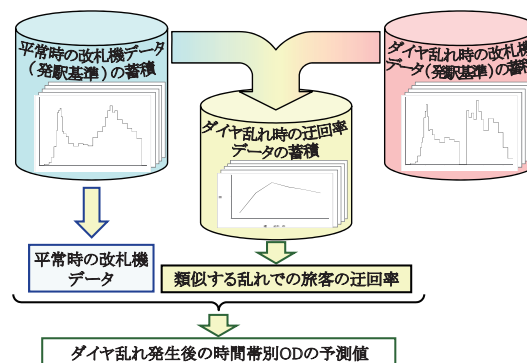 平常時の改札機データ
(発駅基準)の蓄積
ダイヤ乱れ時の改札機
データ(発駅基準)の蓄積
ダイヤ乱れ時の迂回率
データの蓄積
平常時の改札機
データ
類似する乱れでの旅客の迂回率
ダイヤ乱れ発生後の時間帯別ODの予測値